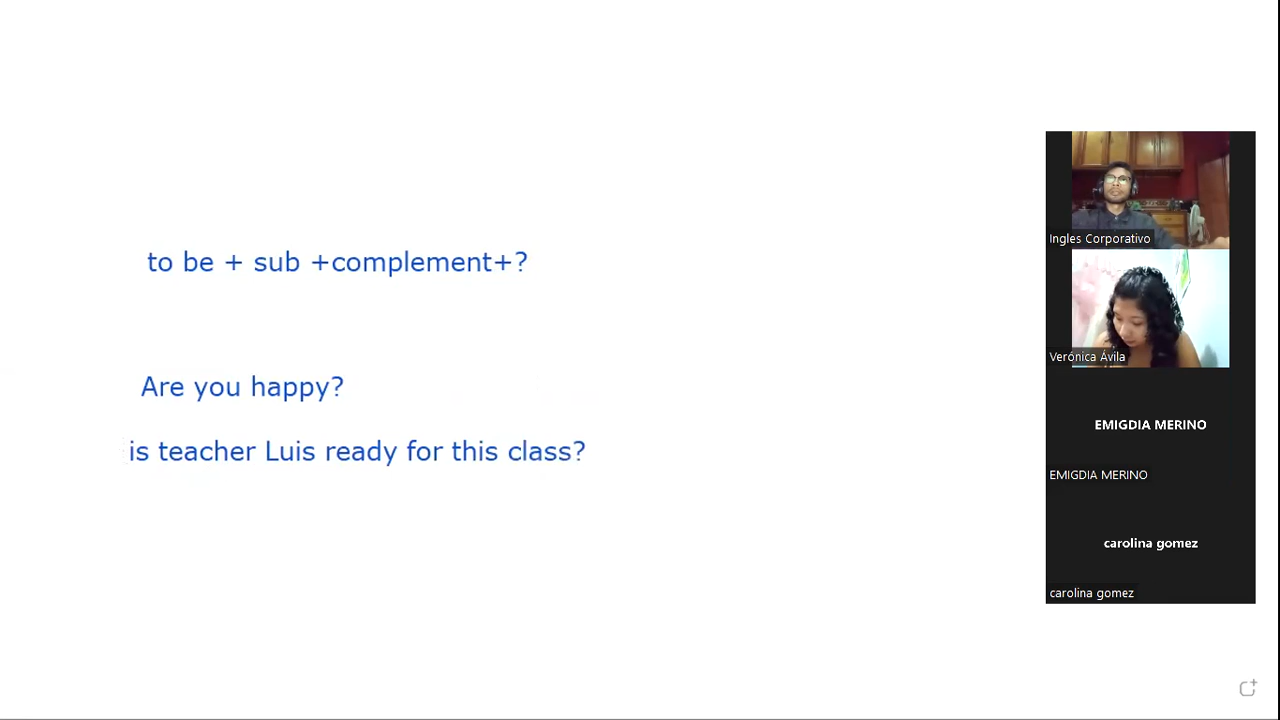 to be + sub +complement+?
Are you happy?
is teacher Luis ready for this class?
Ingles Corporativo
Verónica Ávila
EMIGDIA MERINO
EMIGDIA MERINO
carolina gomez
carolina gomez